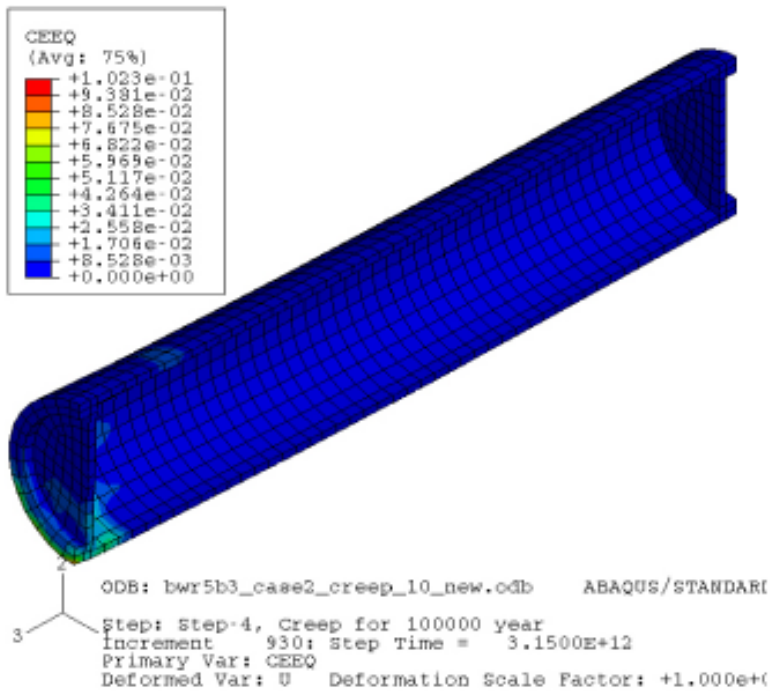 CEEQ
(Avg: 75%)
+1.023e-01
+9.381e-02
+8.528e-02
+7.675e-02
+6.822e-02
+5.969e-02
+5.117e-02
+4.264e-02
+3.411e-02
+2.558e-02
+1.706e-02
+8.528e-03
+0.000e+00
2
3
ODB: bwr5b3_case2_creep_10_new.odb ABAQUS/STANDARD
Step: Step-4, Creep for 100000 year
Increment 930: Step Time = 3.1500E+12
Primary Var: CEEQ
Deformed Var: U Deformation Scale Factor: +1.000e+0